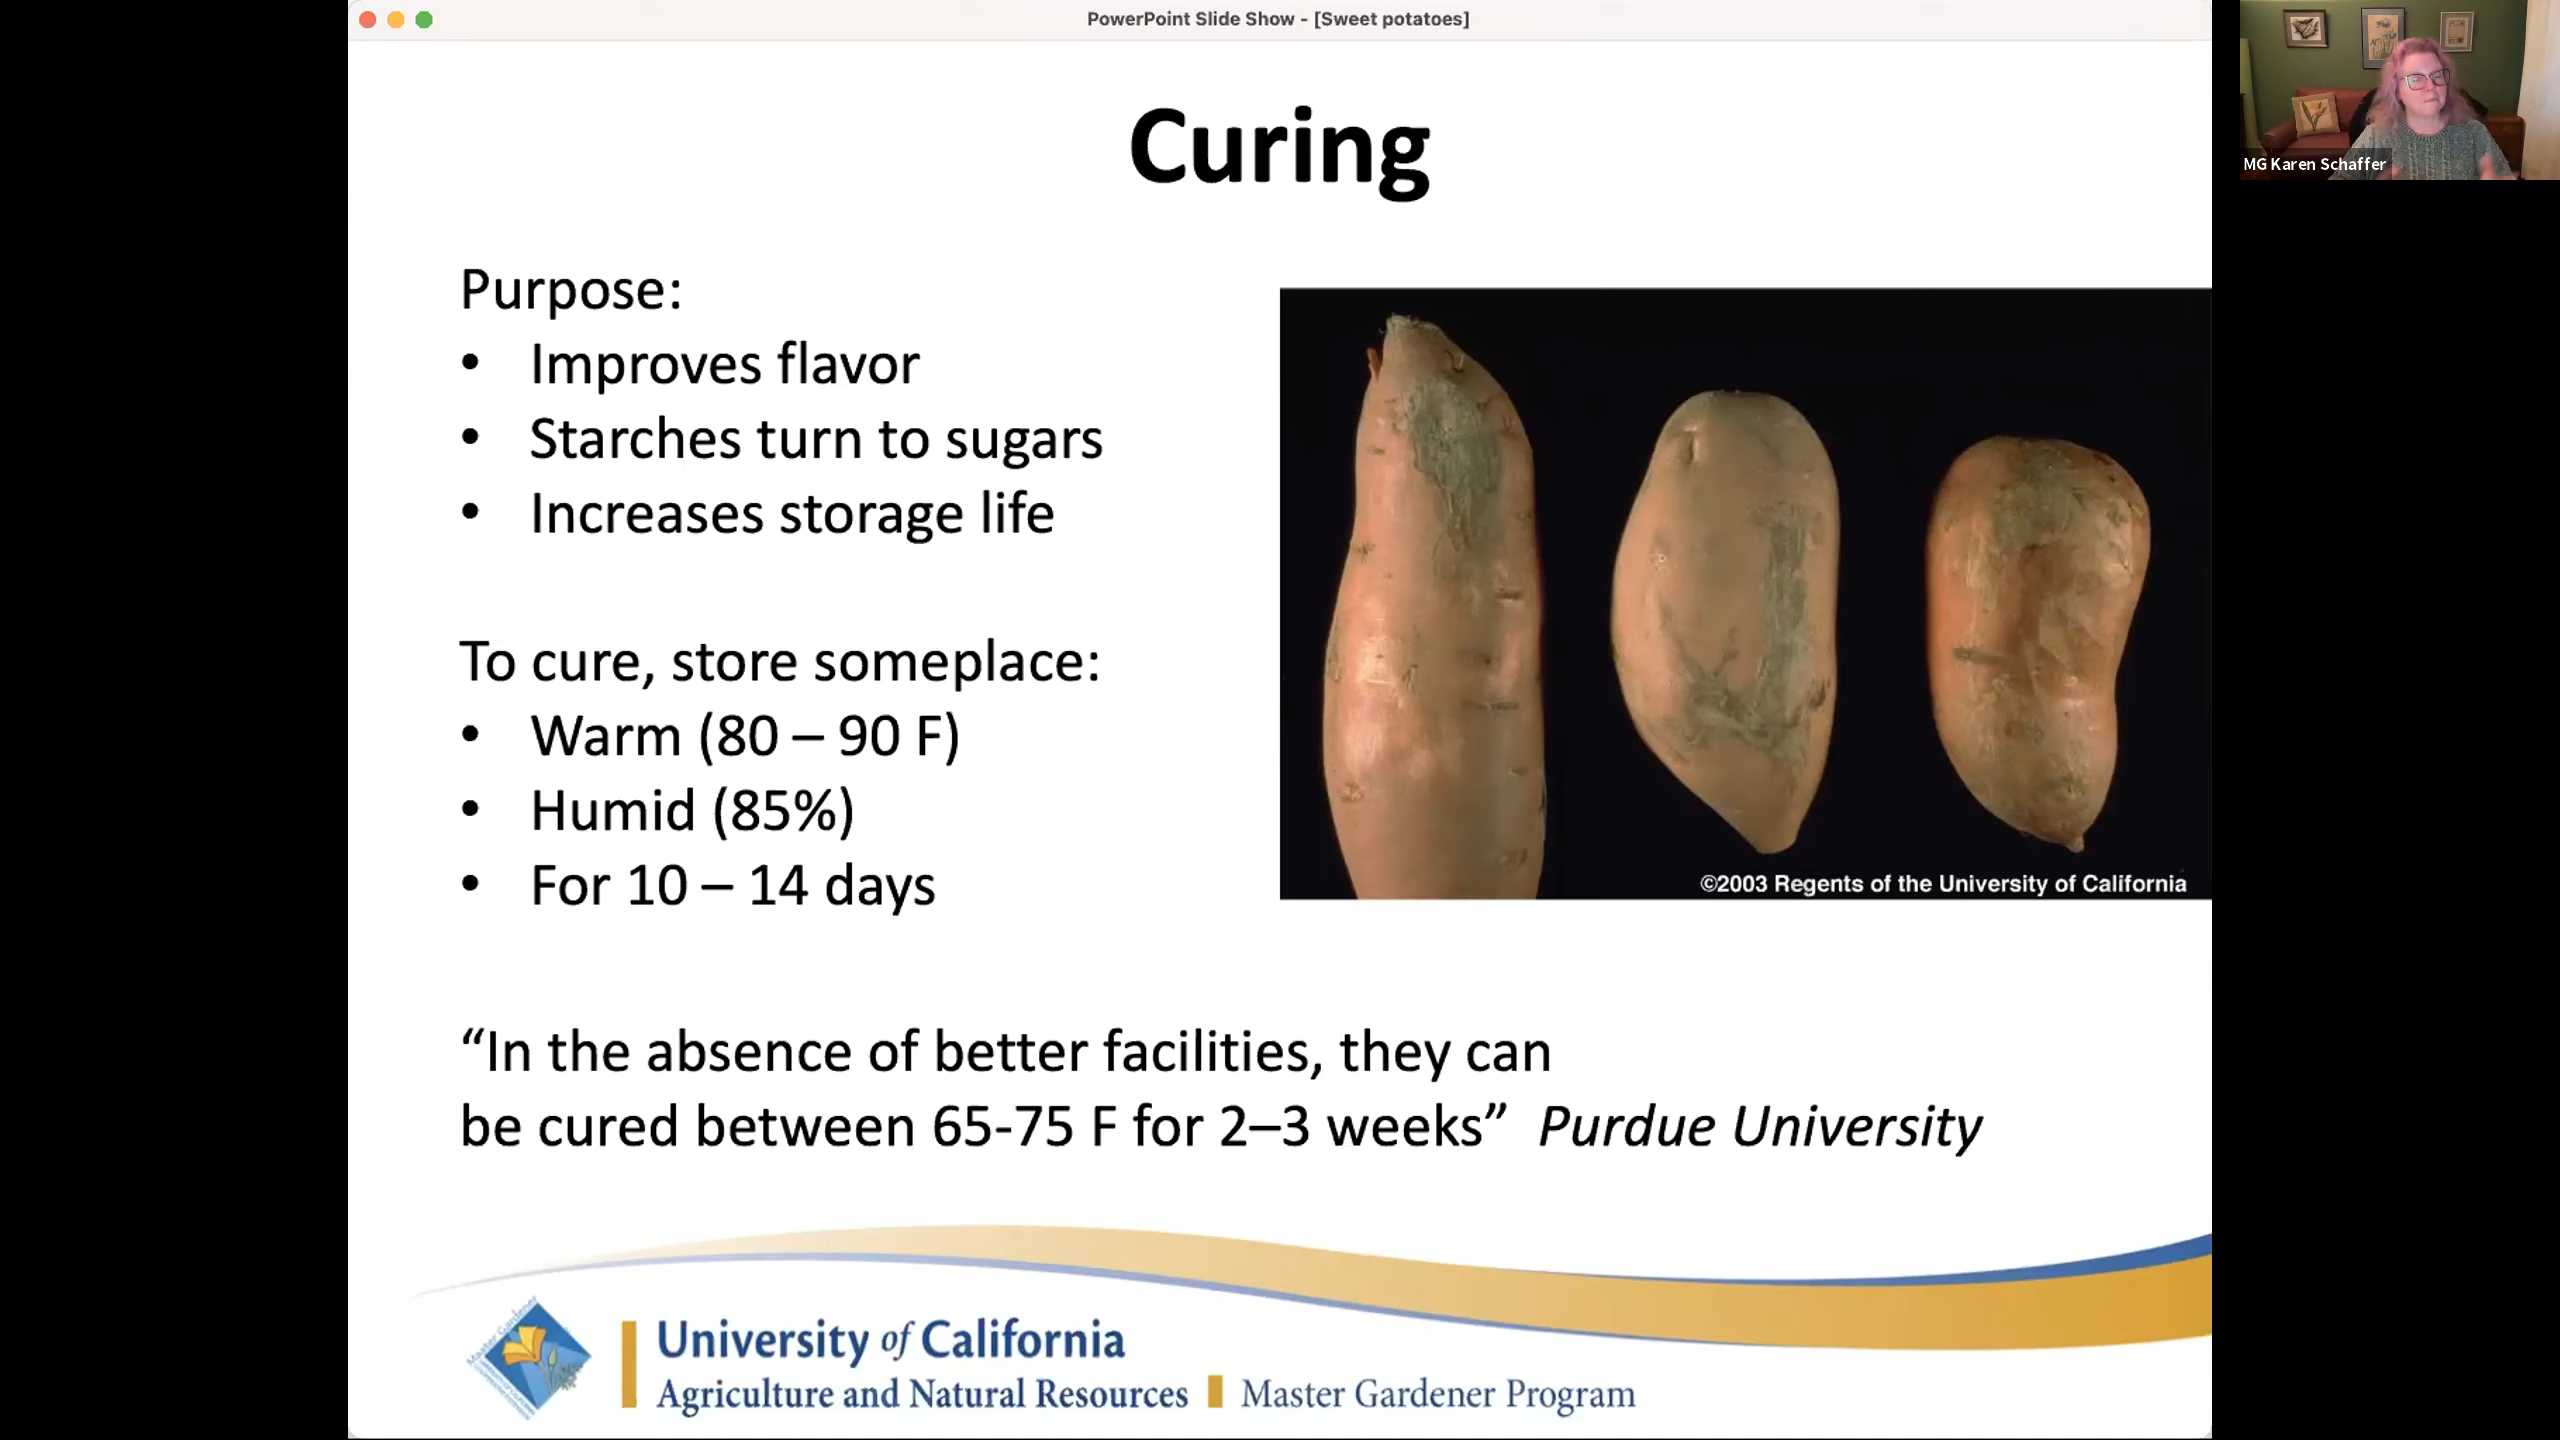 PowerPoint Slide Show - [Sweet potatoes]
MG Karen Schaffer
Curing
Purpose:
• Improves flavor
• Starches turn to sugars
• Increases storage life
To cure, store someplace:
• Warm (80 – 90 F)
• Humid (85%)
• For 10 – 14 days
©2003 Regents of the University of California
“In the absence of better facilities, they can
be cured between 65-75 F for 2–3 weeks” Purdue University
University of California
Agriculture and Natural Resources Master Gardener Program
Master Gardener